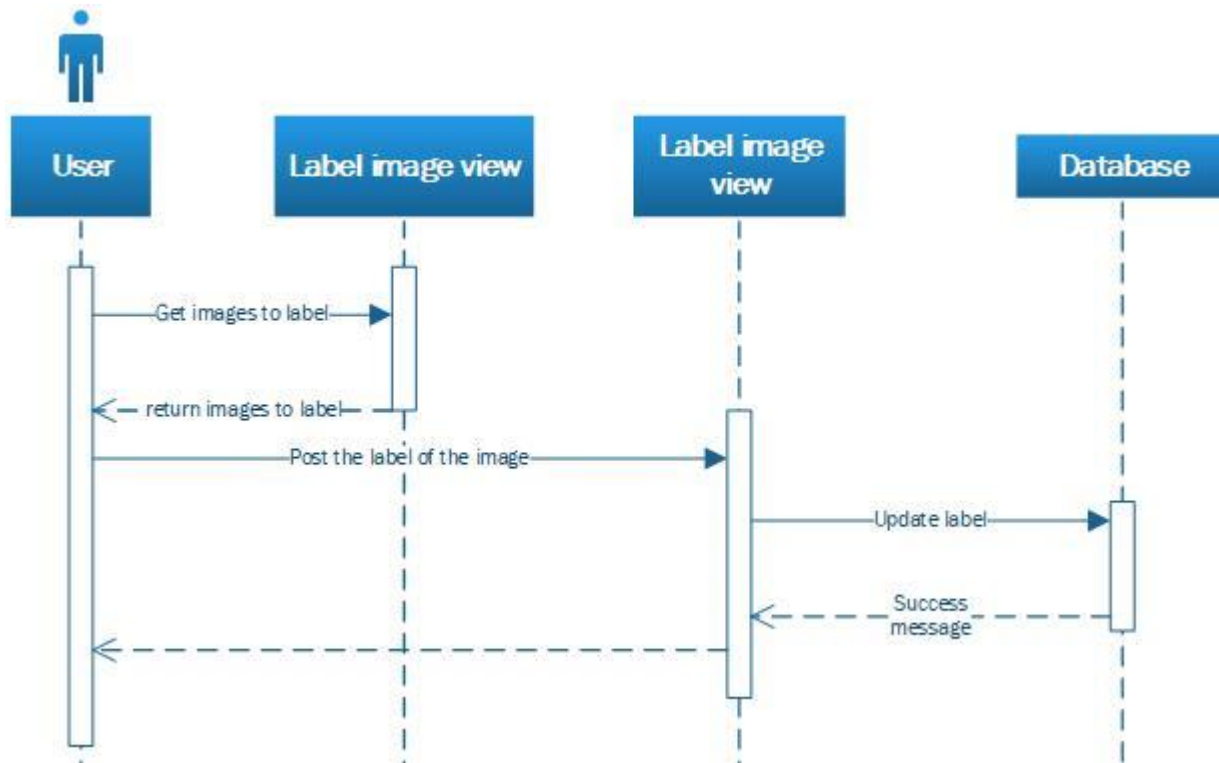 User
Label image view
Label image
view
Database
Get images to label
return images to label
Post the label of the image
Update label
Success
message